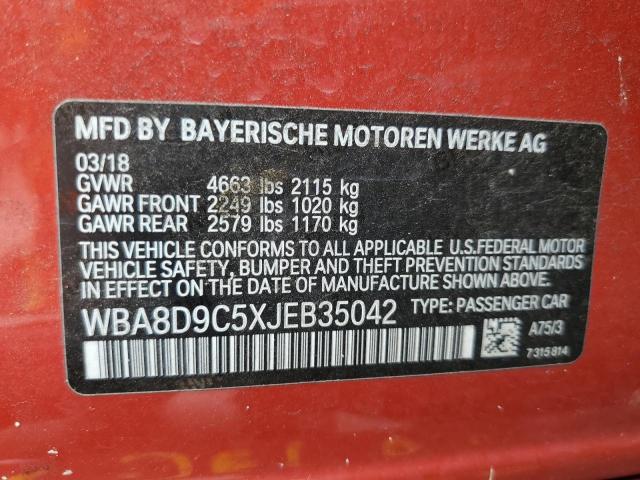 MFD BY BAYERISCHE MOTOREN WERKE AG
03/18
GVWR 4663 lbs 2115 kg
GAWR FRONT 2249 lbs 1020 kg
GAWR REAR 2579 lbs 1170 kg
THIS VEHICLE CONFORMS TO ALL APPLICABLE U.S.FEDERAL MOTOR
VEHICLE SAFETY, BUMPER AND THEFT PREVENTION STANDARDS
IN EFFECT ON THE DATE OF MANUFACTURE SHOWN ABOVE.
WBA8D9C5XJEB35042 TYPE: PASSENGER CAR
A75/3
7315814